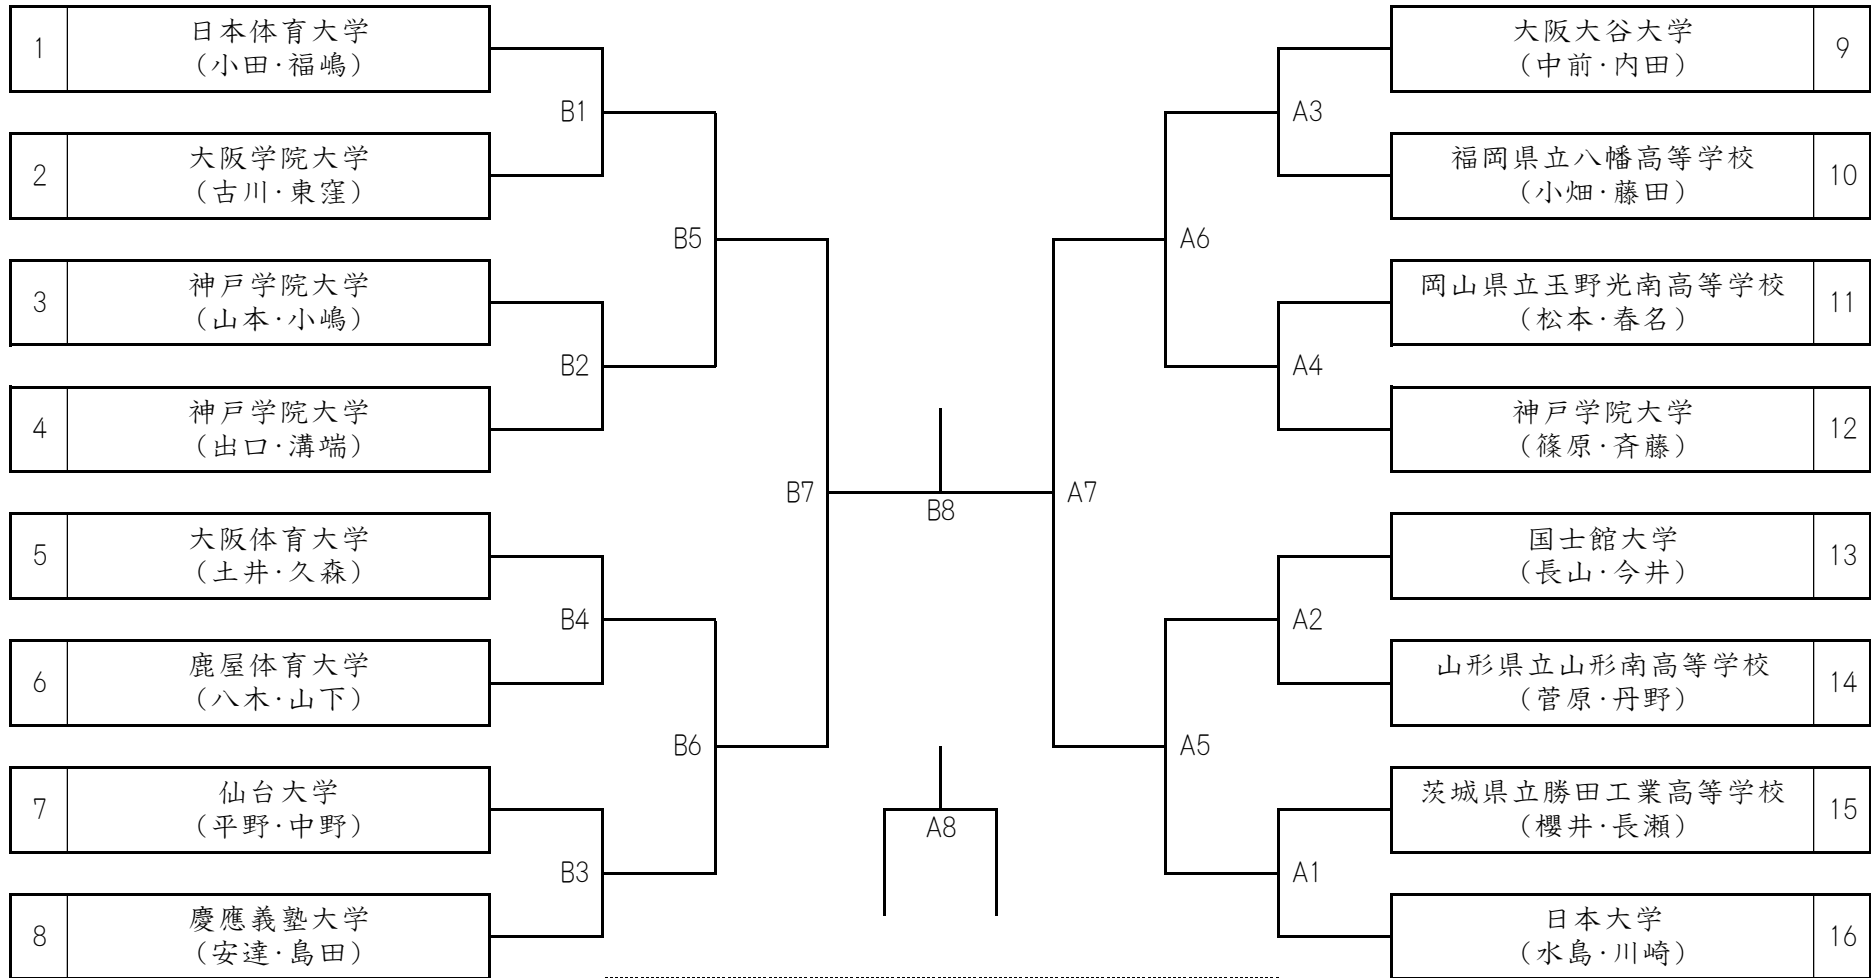 1
日本体育大学
(小田･福嶋)
2
大阪学院大学
(古川･東窪)
3
神戸学院大学
(山本･小嶋)
4
神戸学院大学
(出口･溝端)
5
大阪体育大学
(土井･久森)
6
鹿屋体育大学
(八木･山下)
7
仙台大学
(平野･中野)
8
慶應義塾大学
(安達･島田)
B1
B2
B4
B3
B5
B6
B7
B8
A8
A7
A6
A5
A3
A4
A2
A1
大阪大谷大学
(中前･内田)
9
福岡県立八幡高等学校
(小畑･藤田)
10
岡山県立玉野光南高等学校
(松本･春名)
11
神戸学院大学
(篠原･斉藤)
12
国士館大学
(長山･今井)
13
山形県立山形南高等学校
(菅原･丹野)
14
茨城県立勝田工業高等学校
(櫻井･長瀬)
15
日本大学
(水島･川崎)
16